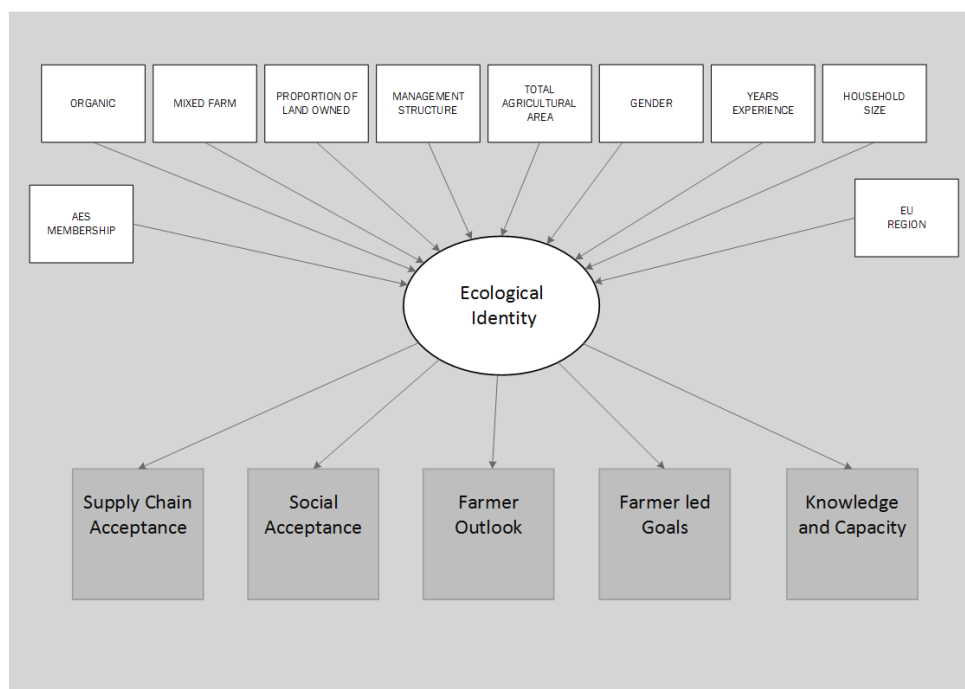 ORGANIC
MIXED FARM
PROPORTION OF
LAND OWNED
MANAGEMENT
STRUCTURE
TOTAL
AGRICULTURAL
AREA
GENDER
YEARS
EXPERIENCE
HOUSEHOLD
SIZE
AES
MEMBERSHIP
EU
REGION
Ecological
Identity
Supply Chain
Acceptance
Social
Acceptance
Farmer
Outlook
Farmer led
Goals
Knowledge
and Capacity